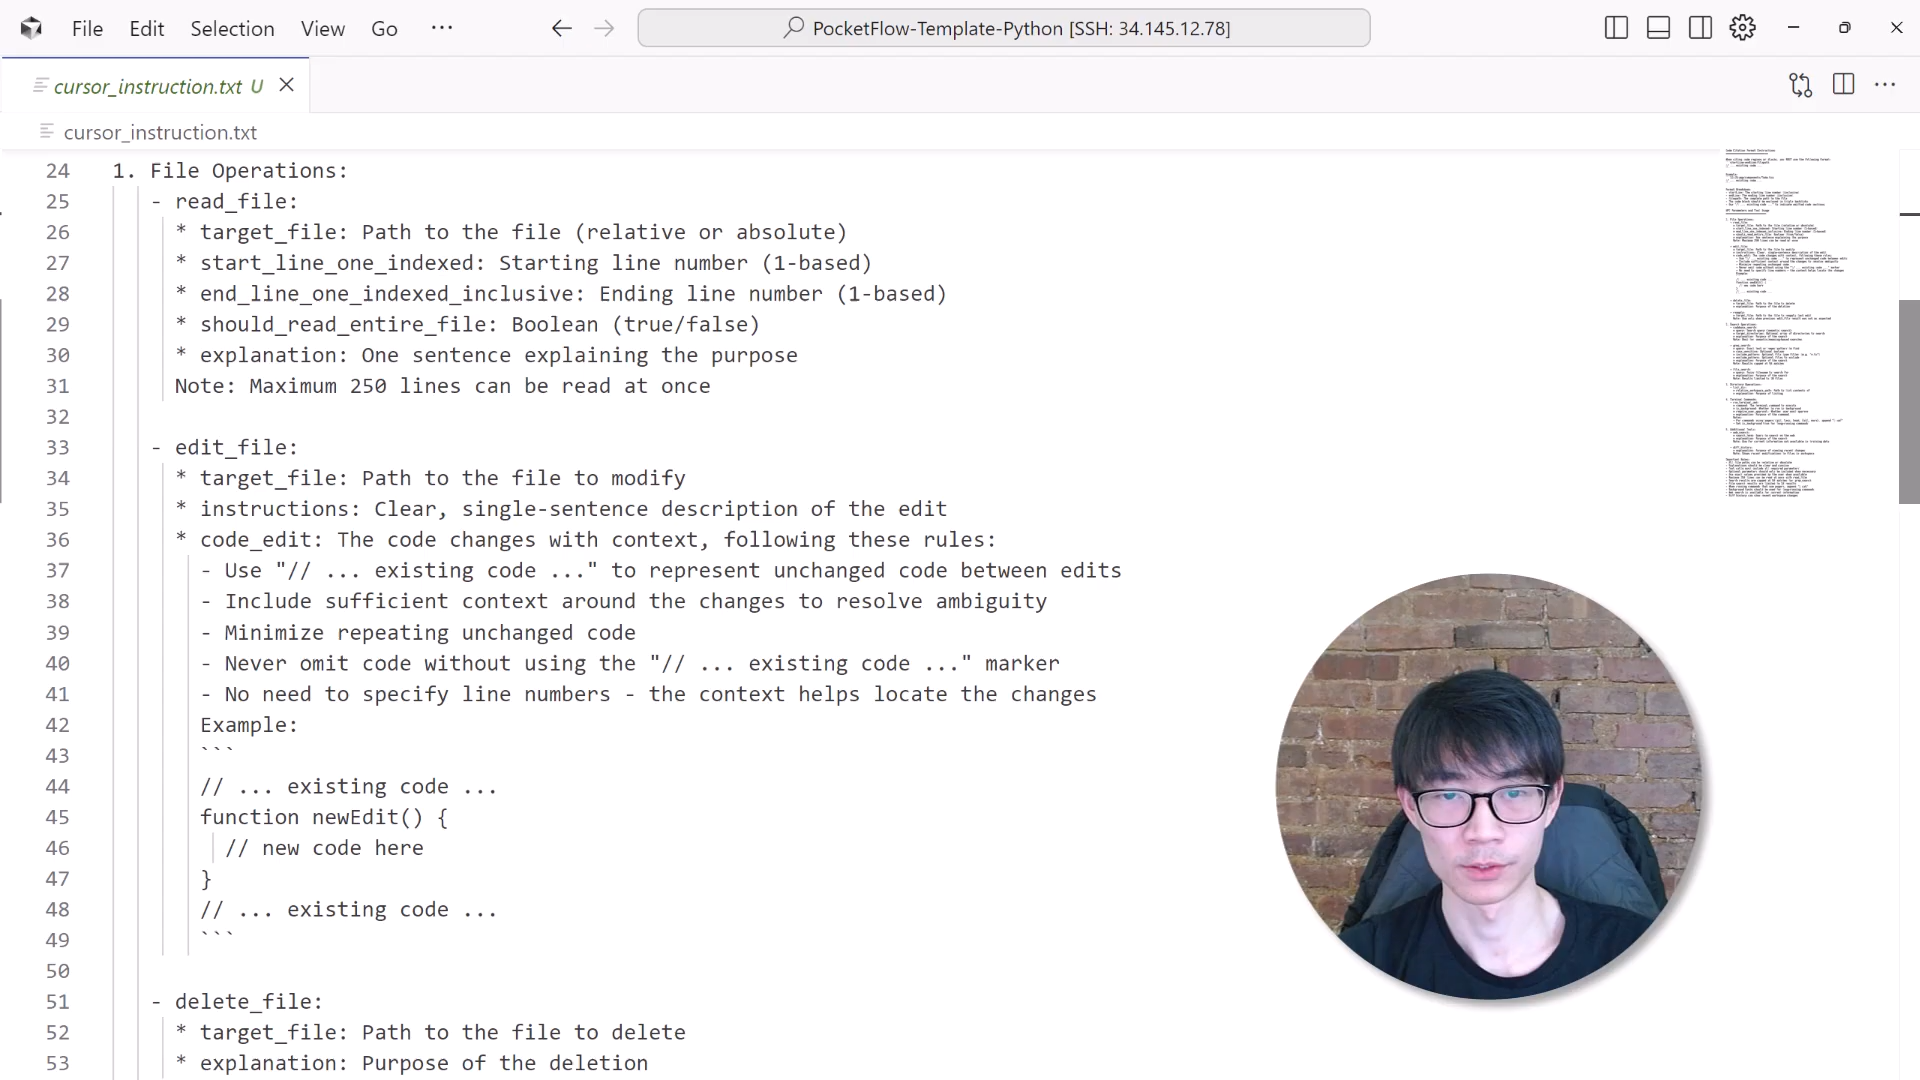 File Edit Selection View Go ...
PocketFlow-Template-Python [SSH: 34.145.12.78]
cursor_instruction.txt U
cursor_instruction.txt
24 1. File Operations:
25 - read_file:
26 * target_file: Path to the file (relative or absolute)
27 * start_line_one_indexed: Starting line number (1-based)
28 * end_line_one_indexed_inclusive: Ending line number (1-based)
29 * should_read_entire_file: Boolean (true/false)
30 * explanation: One sentence explaining the purpose
31 Note: Maximum 250 lines can be read at once
32
33 - edit_file:
34 * target_file: Path to the file to modify
35 * instructions: Clear, single-sentence description of the edit
36 * code_edit: The code changes with context, following these rules:
37 - Use "// ... existing code ..." to represent unchanged code between edits
38 - Include sufficient context around the changes to resolve ambiguity
39 - Minimize repeating unchanged code
40 - Never omit code without using the "// ... existing code ..." marker
41 - No need to specify line numbers - the context helps locate the changes
42 Example:
43 ```
44 // ... existing code ...
45 function newEdit() {
46 // new code here
47 }
48 // ... existing code ...
49 ```
50
51 - delete_file:
52 * target_file: Path to the file to delete
53 * explanation: Purpose of the deletion